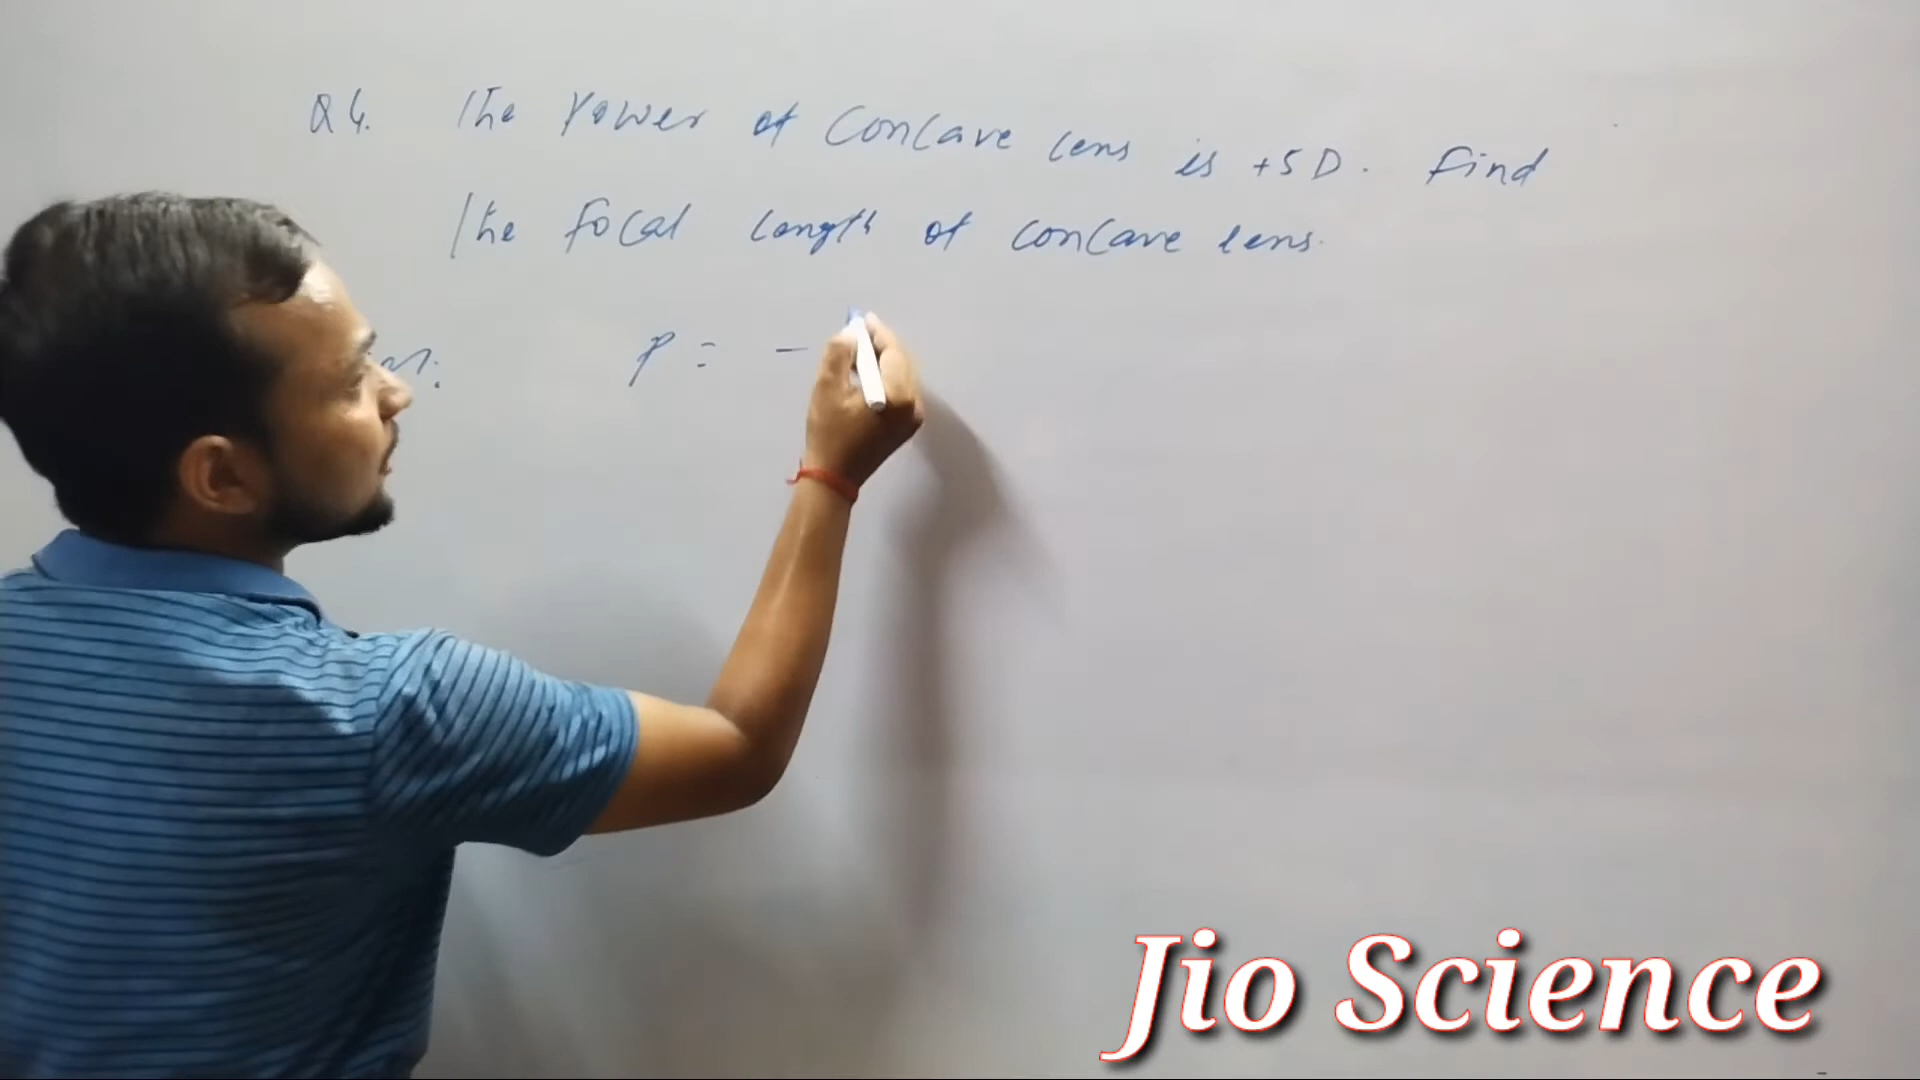 Q4. The Power of Concave lens is +5D. Find
the Focal length of concave lens.
P = -
Jio Science